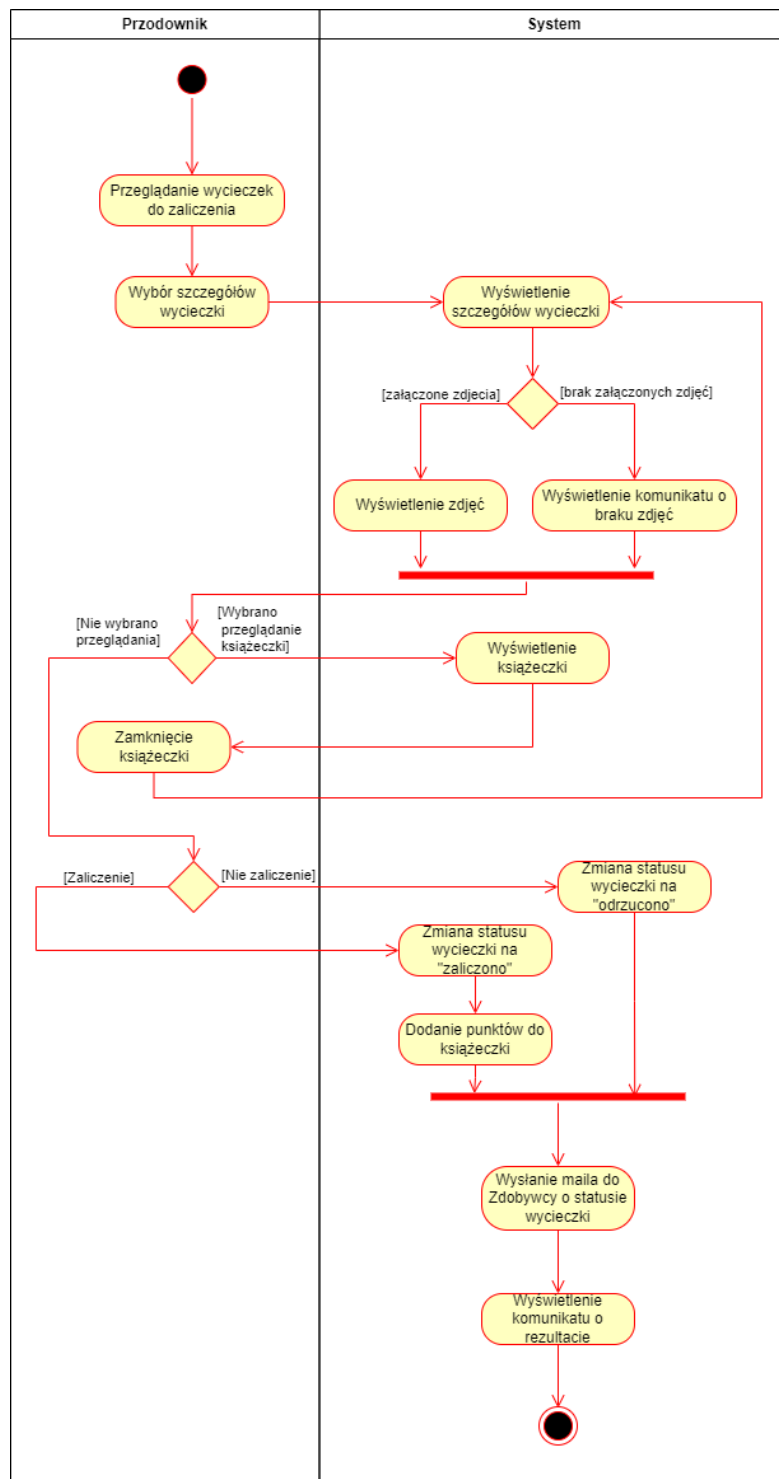 Przodownik
System
Przeglądanie wycieczek
do zaliczenia
Wybór szczegółów
wycieczki
Wyświetlenie
szczegółów wycieczki
[załączone zdjecia]
[brak załączonych zdjęć]
Wyświetlenie zdjęć
Wyświetlenie komunikatu o
braku zdjęć
[Nie wybrano
przeglądania]
[Wybrano
przeglądanie
książeczki]
Wyświetlenie
książeczki
Zamknięcie
książeczki
[Zaliczenie]
[Nie zaliczenie]
Zmiana statusu
wycieczki na
"odrzucono"
Zmiana statusu
wycieczki na
"zaliczono"
Dodanie punktów do
książeczki
Wysłanie maila do
Zdobywcy o statusie
wycieczki
Wyświetlenie
komunikatu o
rezultacie